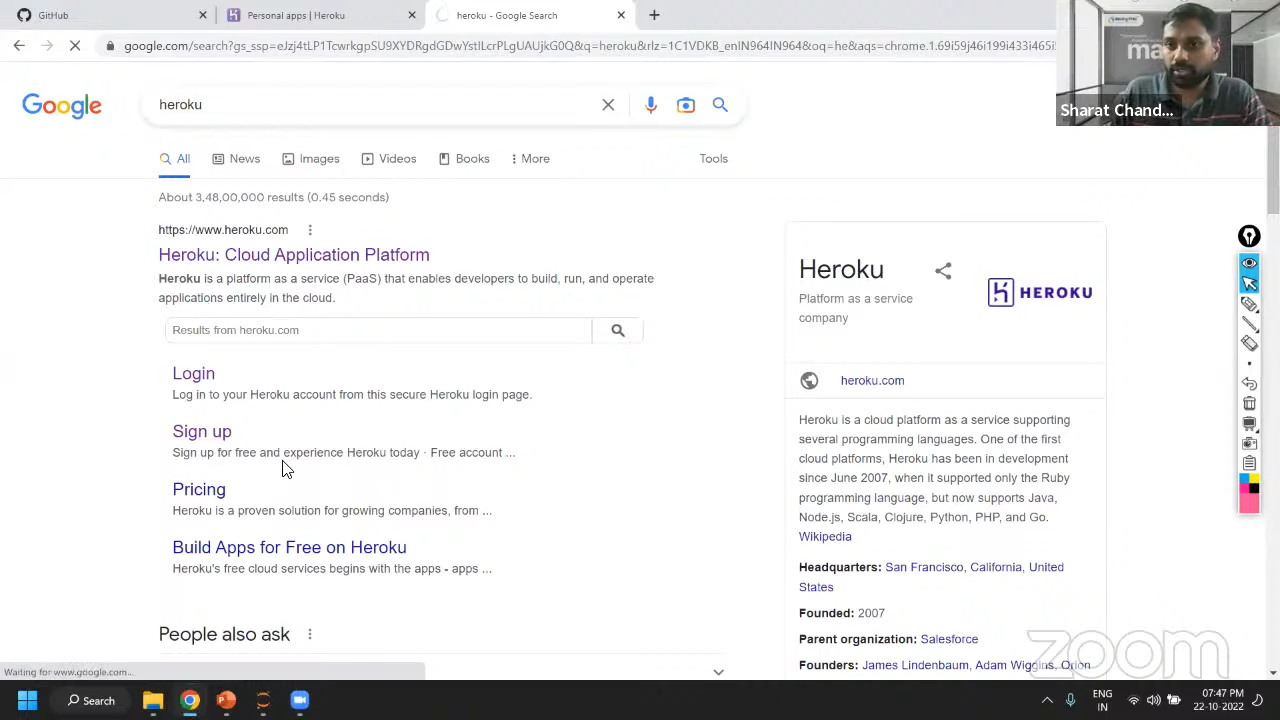 GitHub
Personal apps | Heroku
heroku - Google Search
google.com/search?gs_ssp=eJzj4tLP1TcwrkgpSU9XYDRgdGDwYstILcrPLgUAUjkG0Q&q=heroku&rlz=1C1VDKB_enIN964IN964&oq=he&aqs=chrome.1.69i59j46i199i433i465i5
Sharat Chand...
Google
heroku
All
News
Images
Videos
Books
More
Tools
About 3,48,00,000 results (0.45 seconds)
https://www.heroku.com
Heroku: Cloud Application Platform
Heroku is a platform as a service (PaaS) that enables developers to build, run, and operate
applications entirely in the cloud.
Results from heroku.com
Login
Log in to your Heroku account from this secure Heroku login page.
Sign up
Sign up for free and experience Heroku today · Free account ...
Pricing
Heroku is a proven solution for growing companies, from ...
Build Apps for Free on Heroku
Heroku's free cloud services begins with the apps - apps ...
People also ask
Heroku
Platform as a service
company
HEROKU
heroku.com
Heroku is a cloud platform as a service supporting
several programming languages. One of the first
cloud platforms, Heroku has been in development
since June 2007, when it supported only the Ruby
programming language, but now supports Java,
Node.js, Scala, Clojure, Python, PHP, and Go.
Wikipedia
Headquarters: San Francisco, California, United
States
Founded: 2007
Parent organization: Salesforce
Founders: James Lindenbaum, Adam Wiggins, Orion
zoom
Waiting for www.google.com...
Search
ENG
IN
07:47 PM
22-10-2022